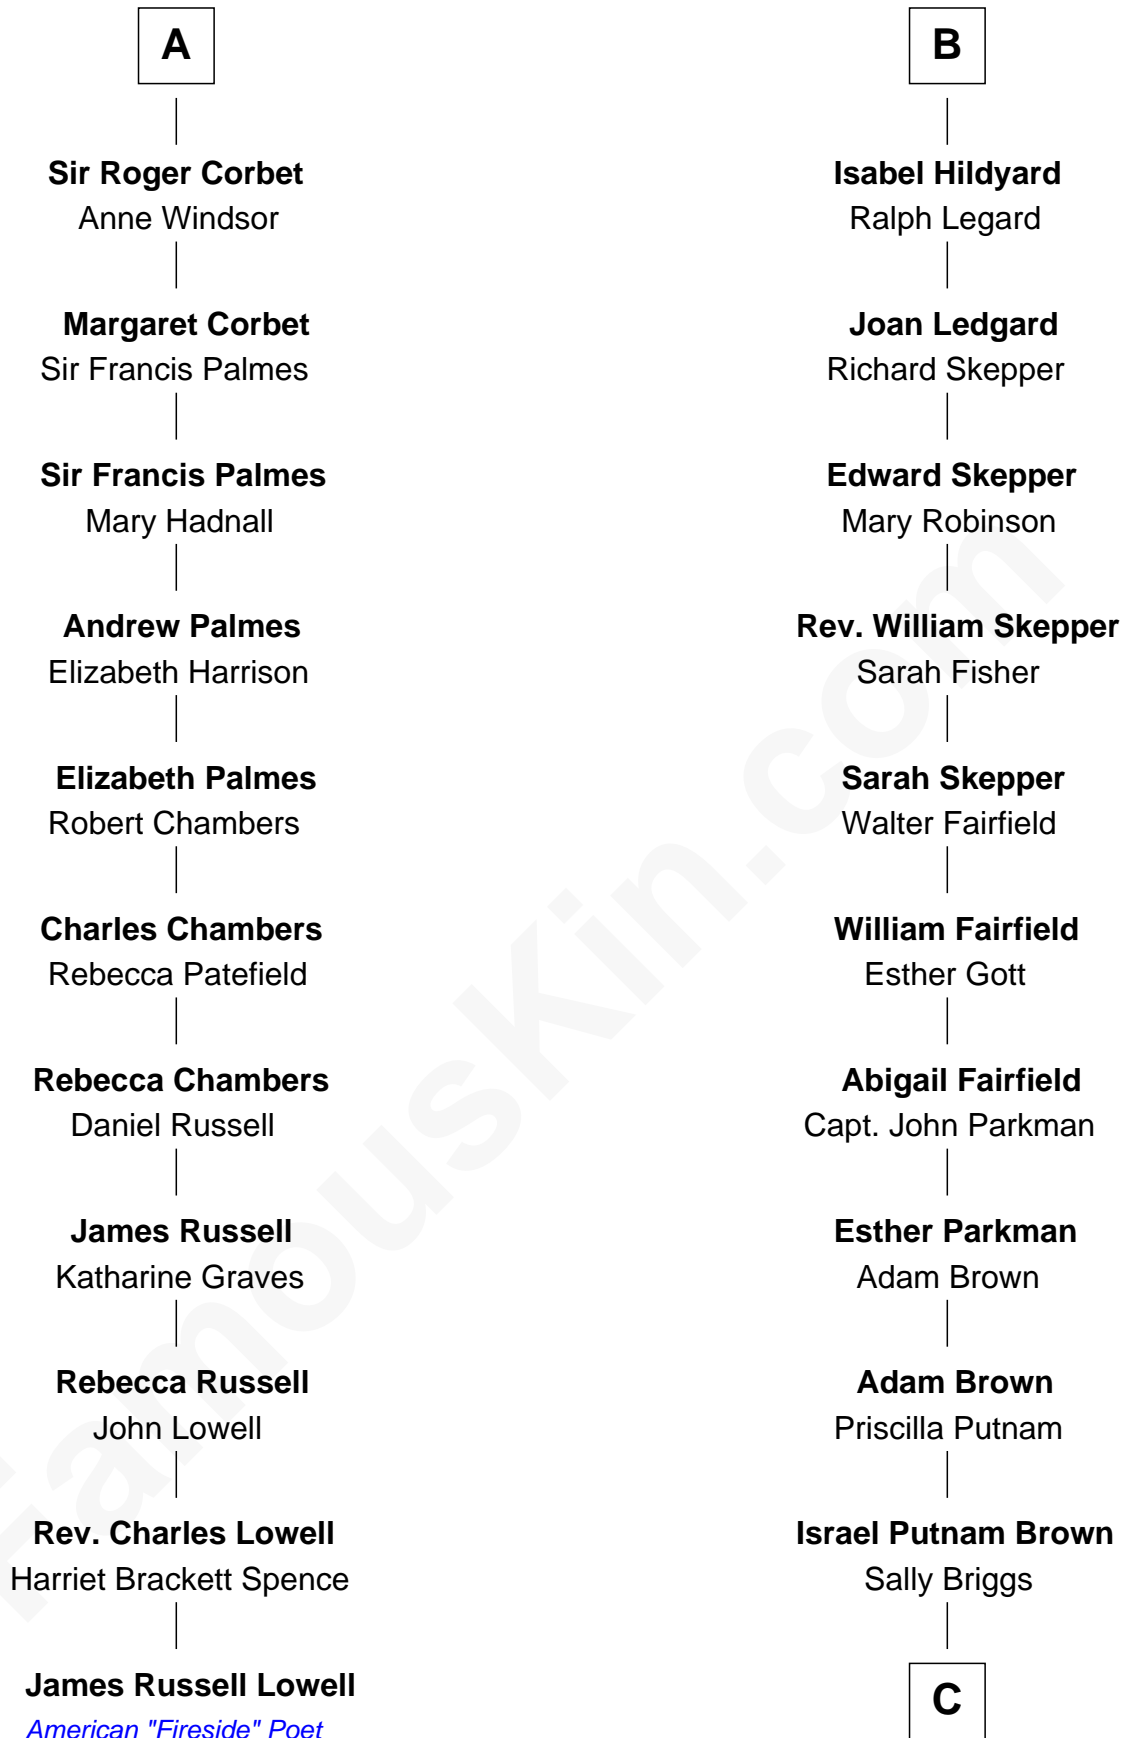 A
Sir Roger Corbet
Anne Windsor
Margaret Corbet
Sir Francis Palmes
Sir Francis Palmes
Mary Hadnall
Andrew Palmes
Elizabeth Harrison
Elizabeth Palmes
Robert Chambers
Charles Chambers
Rebecca Patefield
Rebecca Chambers
Daniel Russell
James Russell
Katharine Graves
Rebecca Russell
John Lowell
Rev. Charles Lowell
Harriet Brackett Spence
James Russell Lowell
American "Fireside" Poet
B
Isabel Hildyard
Ralph Legard
Joan Ledgard
Richard Skepper
Edward Skepper
Mary Robinson
Rev. William Skepper
Sarah Fisher
Sarah Skepper
Walter Fairfield
William Fairfield
Esther Gott
Abigail Fairfield
Capt. John Parkman
Esther Parkman
Adam Brown
Adam Brown
Priscilla Putnam
Israel Putnam Brown
Sally Briggs
C
FamousKin.com